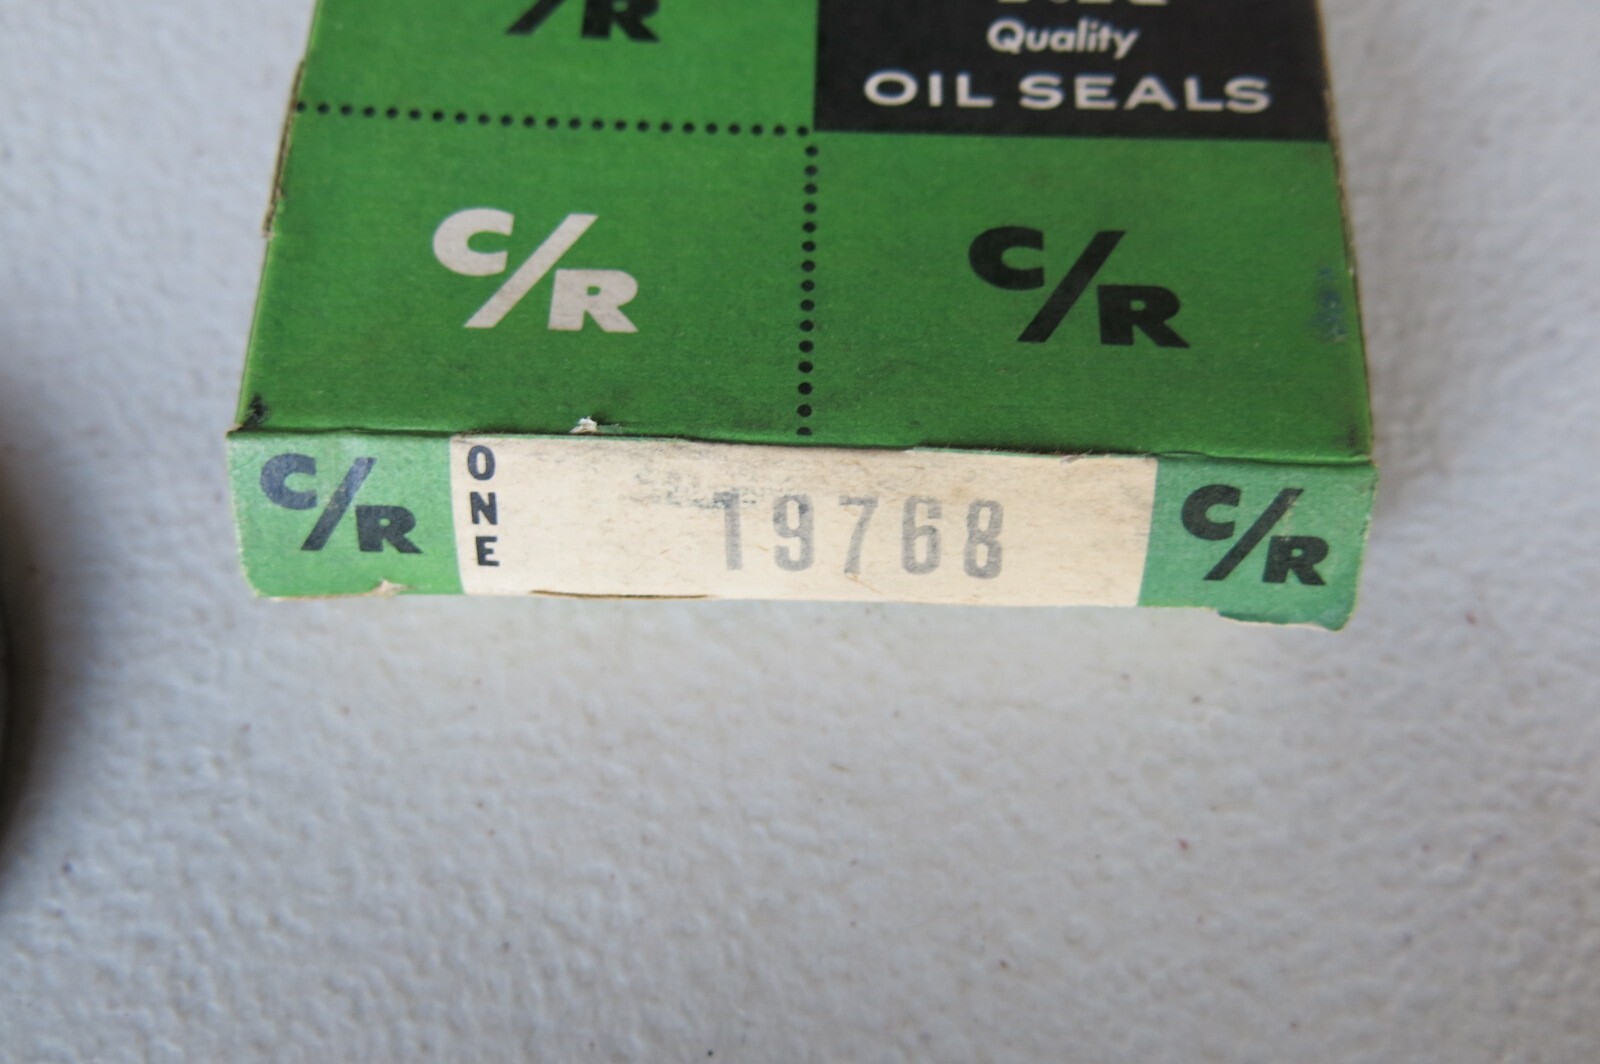 C/R
Quality
OIL SEALS
C/R
C/R
C/R
ONE
19768
C/R